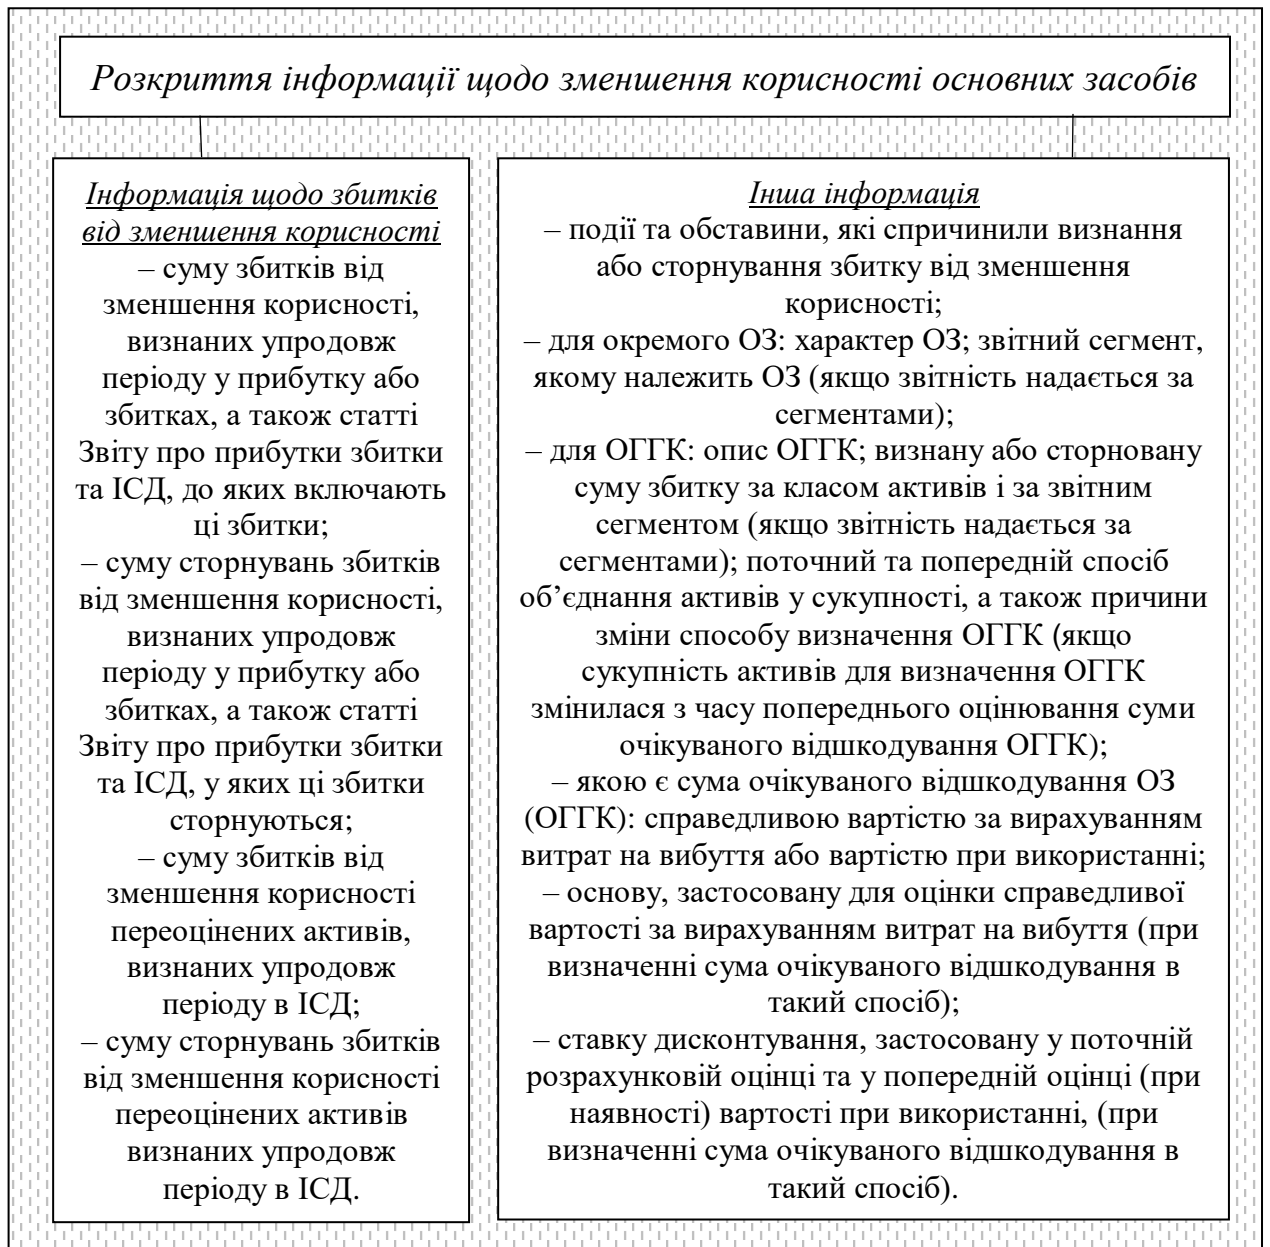 Розкриття інформації щодо зменшення корисності основних засобів
Інформація щодо збитків
від зменшення корисності
– суму збитків від
зменшення корисності,
визнаних упродовж
періоду у прибутку або
збитках, а також статті
Звіту про прибутки збитки
та ІСД, до яких включають
ці збитки;
– суму сторнувань збитків
від зменшення корисності,
визнаних упродовж
періоду у прибутку або
збитках, а також статті
Звіту про прибутки збитки
та ІСД, у яких ці збитки
сторнуються;
– суму збитків від
зменшення корисності
переоцінених активів,
визнаних упродовж
періоду в ІСД;
– суму сторнувань збитків
від зменшення корисності
переоцінених активів
визнаних упродовж
періоду в ІСД.
Інша інформація
– події та обставини, які спричинили визнання
або сторнування збитку від зменшення
корисності;
– для окремого ОЗ: характер ОЗ; звітний сегмент,
якому належить ОЗ (якщо звітність надається за
сегментами);
– для ОГГК: опис ОГГК; визнану або сторновану
суму збитку за класом активів і за звітним
сегментом (якщо звітність надається за
сегментами); поточний та попередній спосіб
об’єднання активів у сукупності, а також причини
зміни способу визначення ОГГК (якщо
сукупність активів для визначення ОГГК
змінилася з часу попереднього оцінювання суми
очікуваного відшкодування ОГГК);
– якою є сума очікуваного відшкодування ОЗ
(ОГГК): справедливою вартістю за вирахуванням
витрат на вибуття або вартістю при використанні;
– основу, застосовану для оцінки справедливої
вартості за вирахуванням витрат на вибуття (при
визначенні сума очікуваного відшкодування в
такий спосіб);
– ставку дисконтування, застосовану у поточній
розрахунковій оцінці та у попередній оцінці (при
наявності) вартості при використанні, (при
визначенні сума очікуваного відшкодування в
такий спосіб).